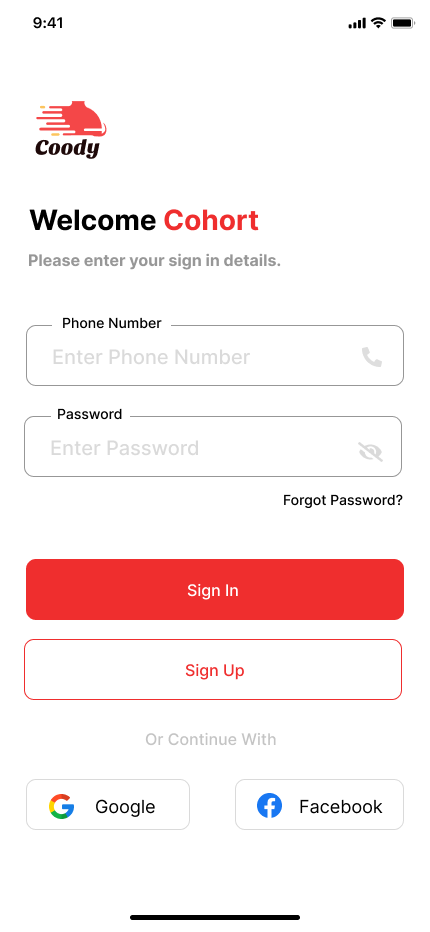 9:41
Coody
Welcome Cohort
Please enter your sign in details.
Phone Number
Enter Phone Number
Password
Enter Password
Forgot Password?
Sign In
Sign Up
Or Continue With
Google
Facebook